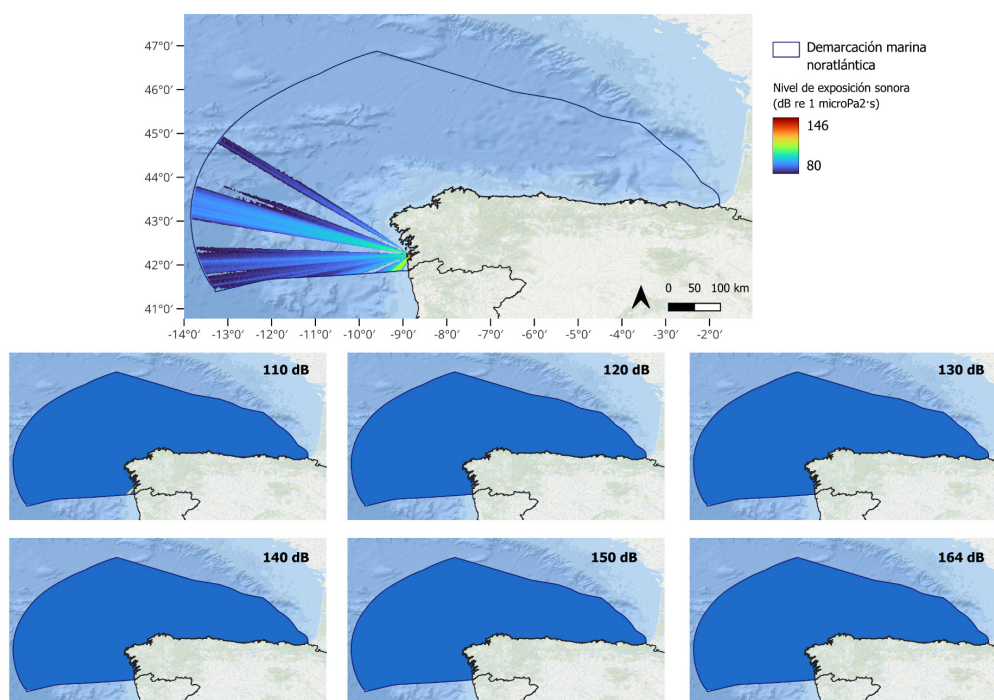 47°0′
46°0′
45°0′
44°0′
43°0′
42°0′
41°0′
-14°0′ -13°0′ -12°0′ -11°0′ -10°0′ -9°0′ -8°0′ -7°0′ -6°0′ -5°0′ -4°0′ -3°0′ -2°0′
0 50 100 km
Demarcación marina
noratlántica
Nivel de exposición sonora
(dB re 1 microPa2·s)
146
80
110 dB
120 dB
130 dB
140 dB
150 dB
164 dB